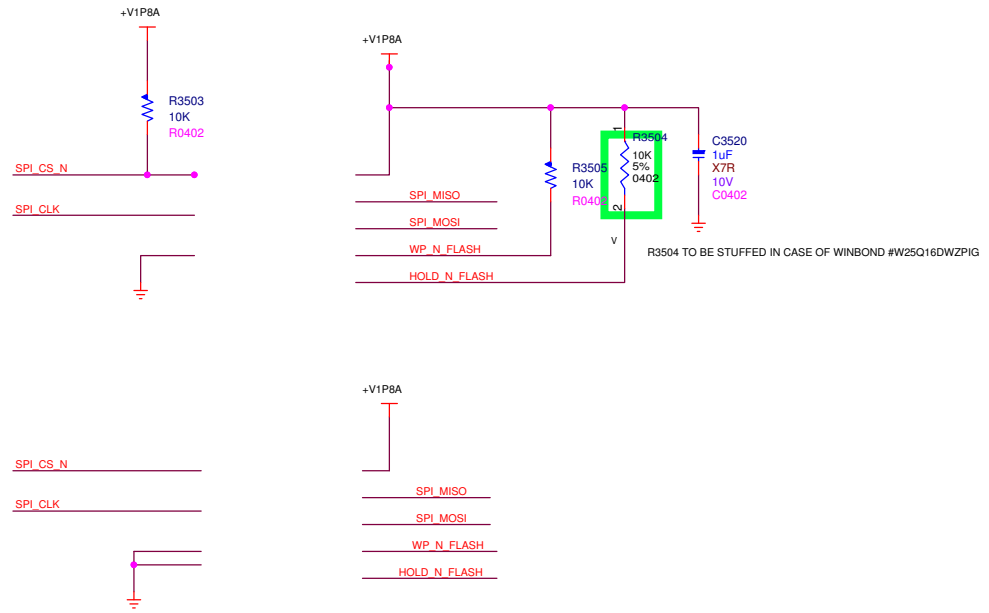 +V1P8A
R3503
10K
R0402
SPI_CS_N
SPI_CLK
+V1P8A
SPI_MISO
SPI_MOSI
WP_N_FLASH
HOLD_N_FLASH
R3505
10K
R0402
1
R3504
10K
5%
0402
2
V
C3520
1uF
X7R
10V
C0402
R3504 TO BE STUFFED IN CASE OF WINBOND #W25Q16DWZPIG
+V1P8A
SPI_CS_N
SPI_CLK
SPI_MISO
SPI_MOSI
WP_N_FLASH
HOLD_N_FLASH